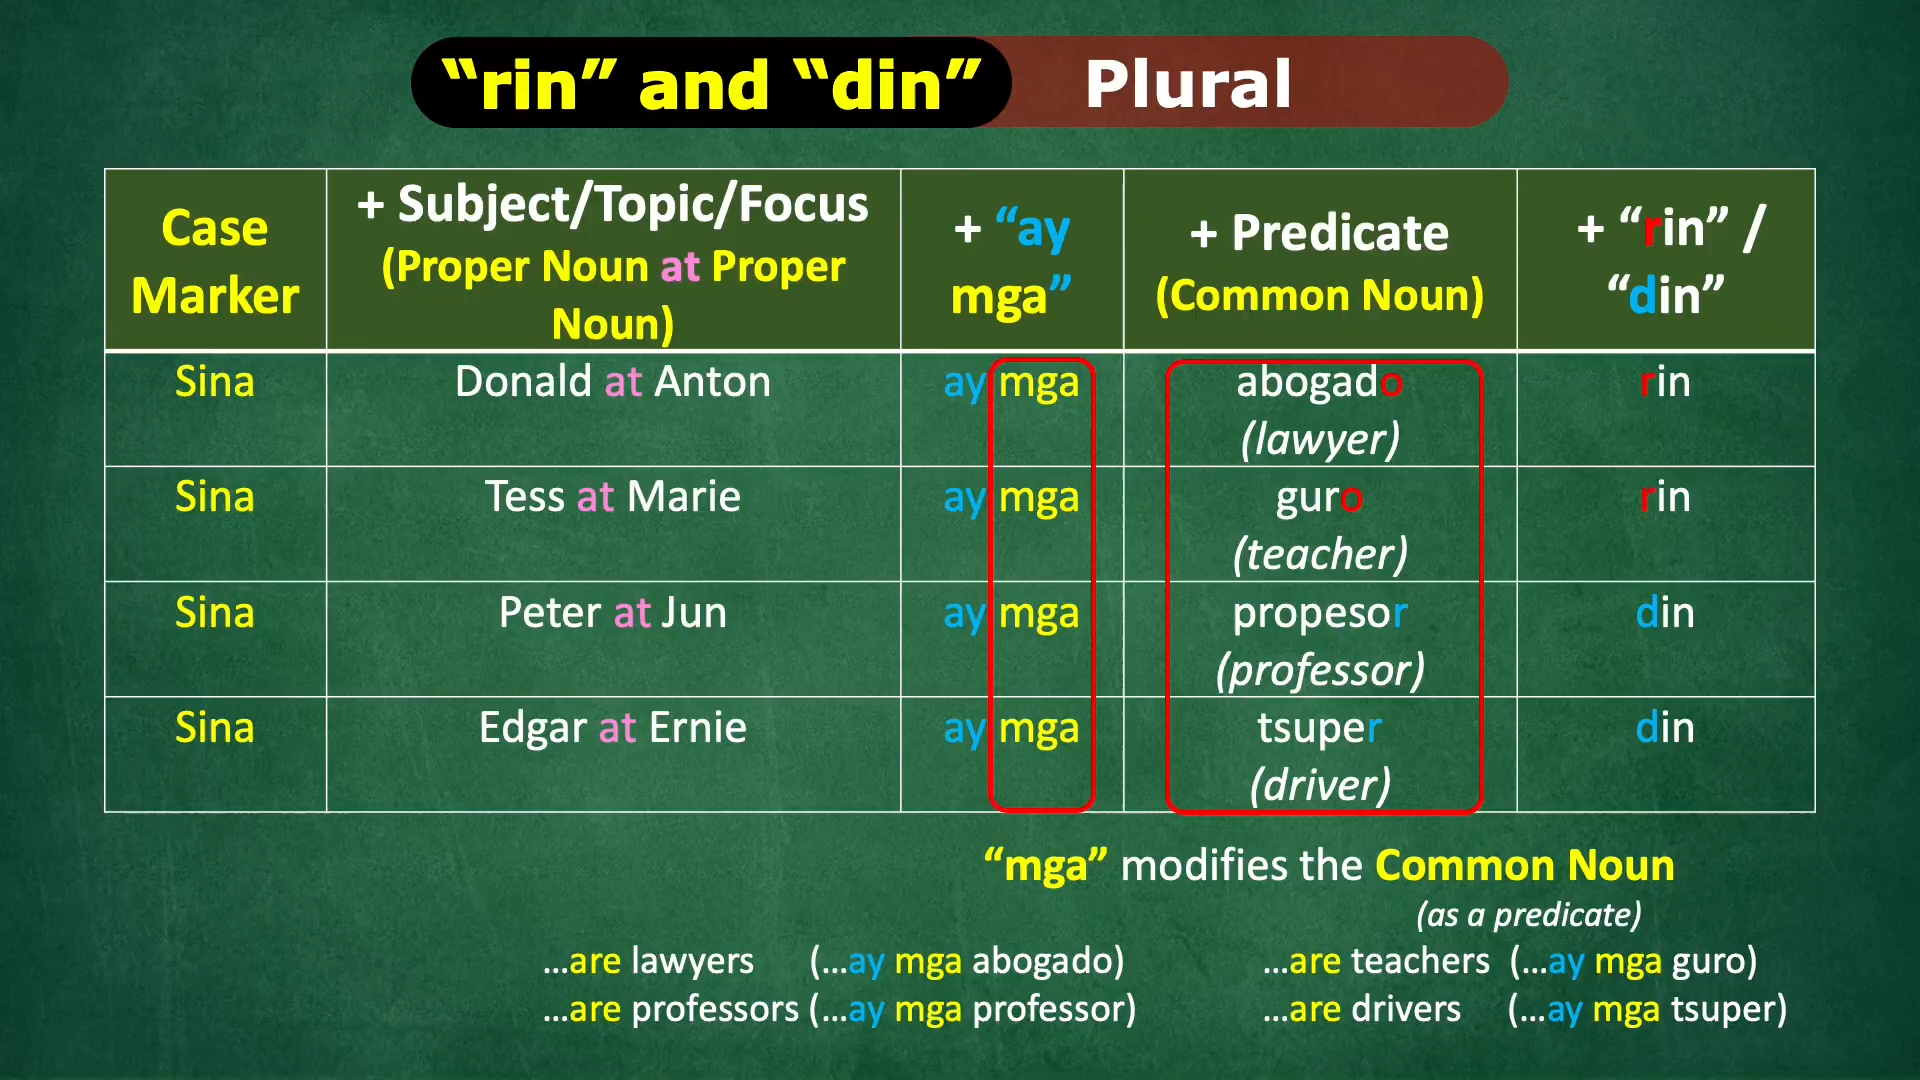 “rin” and “din” Plural
Case Marker
+ Subject/Topic/Focus
(Proper Noun at Proper Noun)
+ “ay mga”
+ Predicate
(Common Noun)
+ “rin” / “din”
Sina Donald at Anton ay mga abogado rin
(lawyer)
Sina Tess at Marie ay mga guro rin
(teacher)
Sina Peter at Jun ay mga propesor din
(professor)
Sina Edgar at Ernie ay mga tsuper din
(driver)
“mga” modifies the Common Noun
(as a predicate)
...are lawyers (...ay mga abogado) ...are teachers (...ay mga guro)
...are professors (...ay mga professor) ...are drivers (...ay mga tsuper)